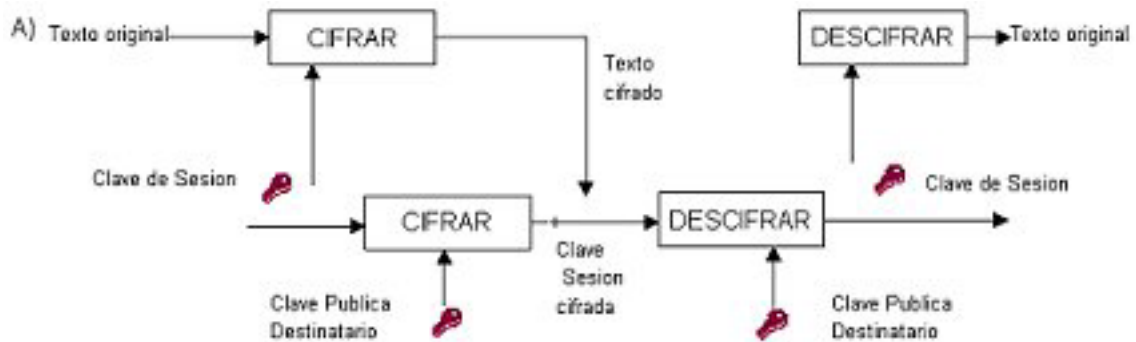 A) Texto original
CIFRAR
DESCIFRAR
Texto original
Texto
cifrado
Clave de Sesion
Clave de Sesion
CIFRAR
DESCIFRAR
Clave
Sesion
cifrada
Clave Publica
Destinatario
Clave Publica
Destinatario